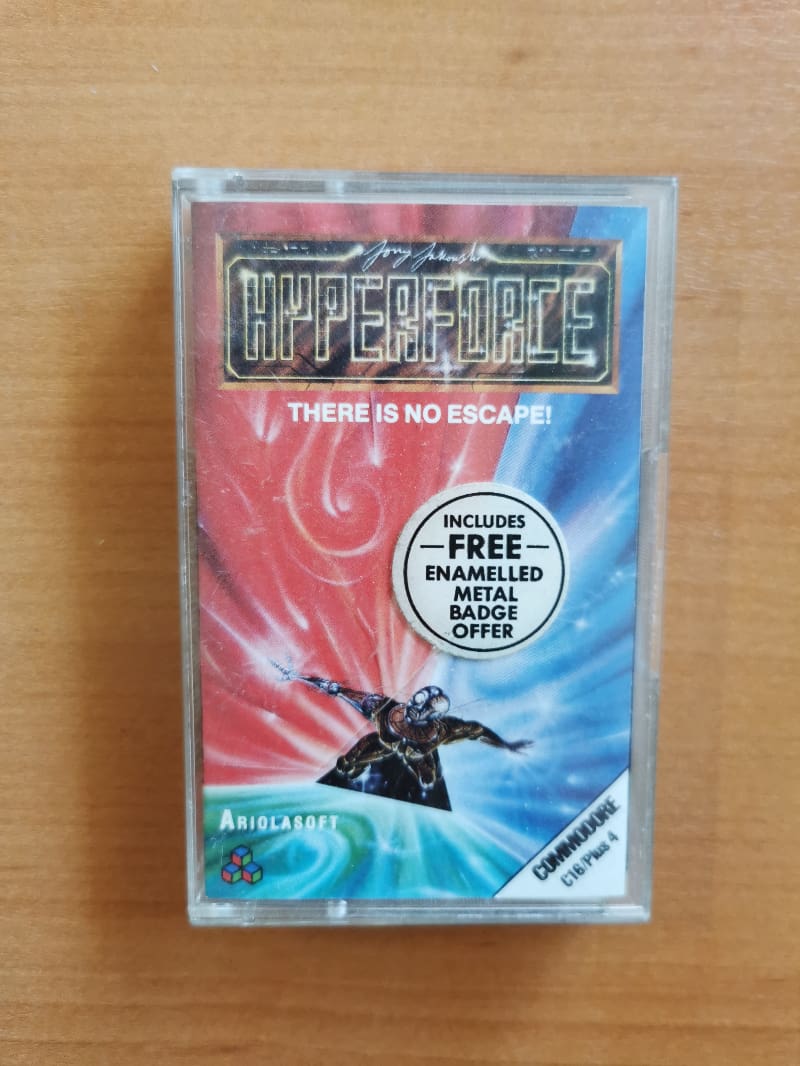 HYPERFORCE
THERE IS NO ESCAPE!
INCLUDES
FREE
ENAMELLED
METAL
BADGE
OFFER
ARIOLASOFT
COMMODORE
C16/Plus 4